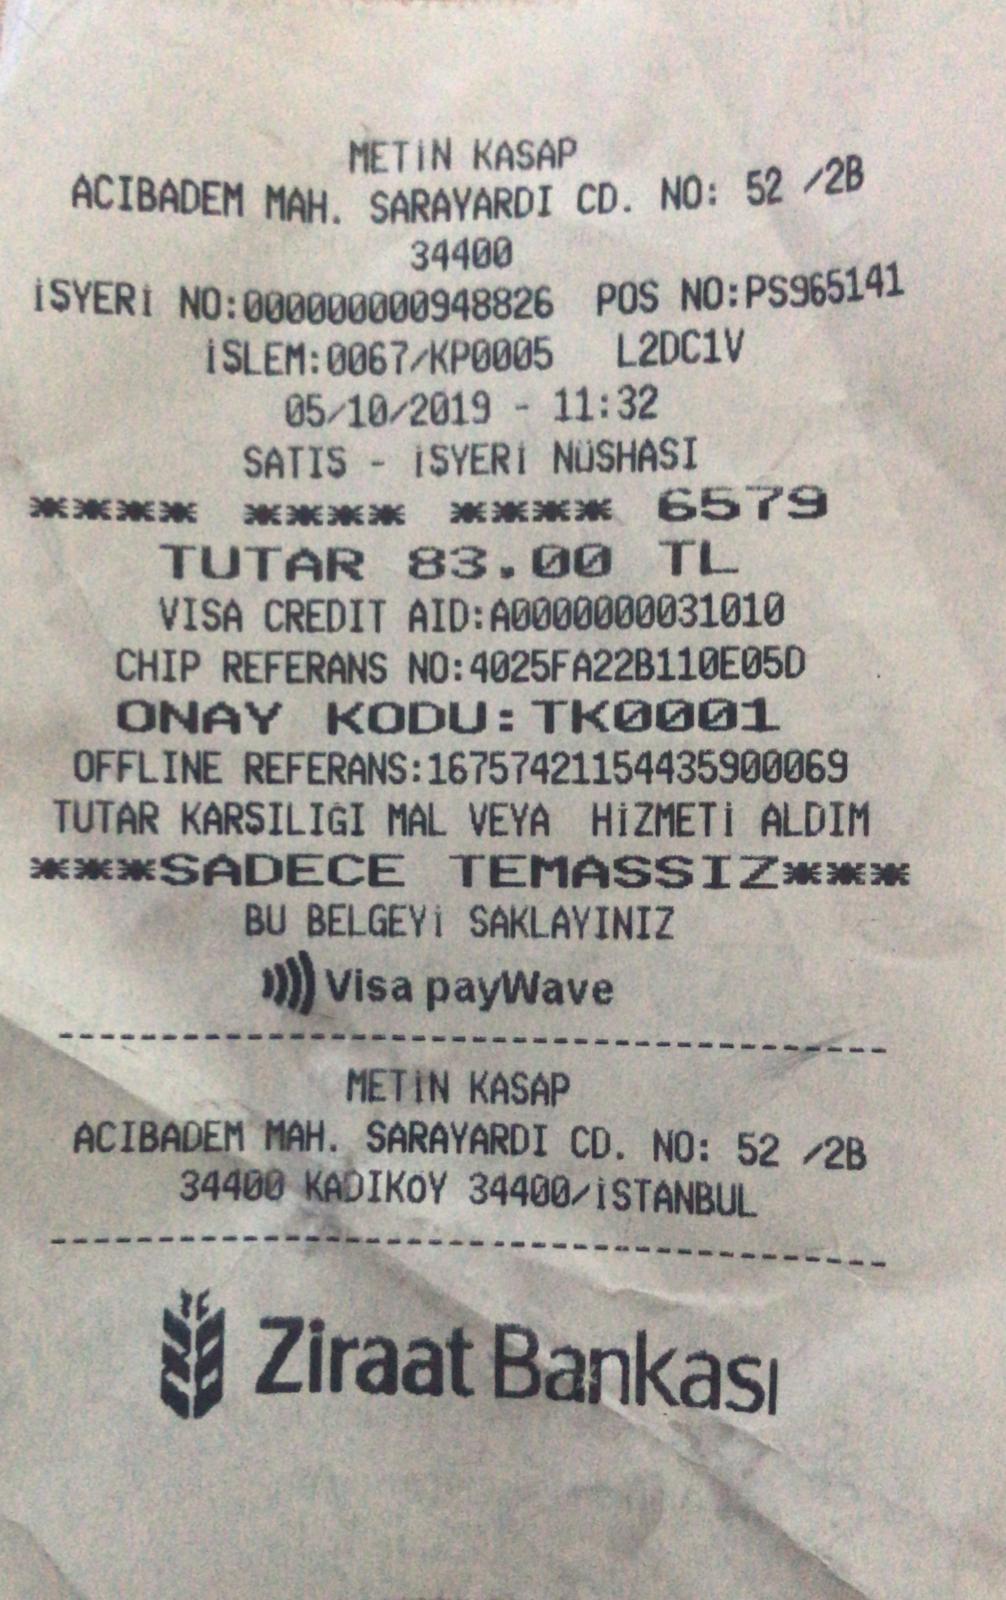 METİN KASAP
ACIBADEM MAH. SARAYARDI CD. NO: 52 /2B
34400
İSYERİ NO:000000000948826 POS NO:PS965141
İSLEM:0067/KP0005 L2DC1V
05/10/2019 - 11:32
SATIS - İSYERİ NÜSHASI
**** **** **** 6579
TUTAR 83.00 TL
VISA CREDIT AID:A0000000031010
CHIP REFERANS NO:4025FA22B110E05D
ONAY KODU:TK0001
OFFLINE REFERANS:16757421154435900069
TUTAR KARSILIĞI MAL VEYA HİZMETİ ALDIM
***SADECE TEMASSIZ***
BU BELGEYİ SAKLAYINIZ
Visa payWave
METİN KASAP
ACIBADEM MAH. SARAYARDI CD. NO: 52 /2B
34400 KADIKÖY 34400/İSTANBUL
Ziraat Bankası